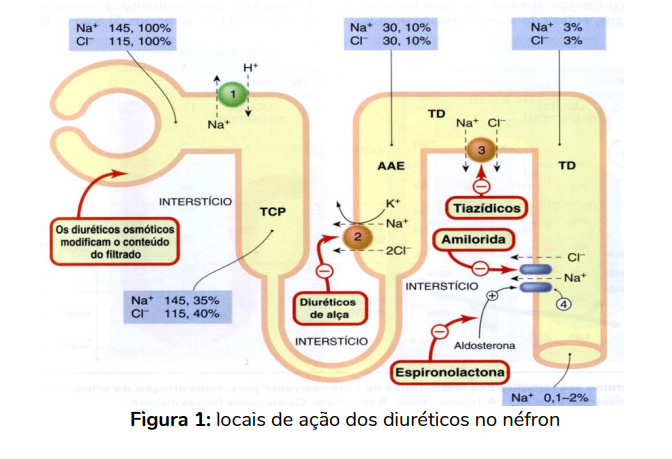 Na⁺ 145, 100%
Cl⁻ 115, 100%
H⁺
1
Na⁺
Os diuréticos osmóticos
modificam o conteúdo
do filtrado
INTERSTÍCIO
TCP
Na⁺ 145, 35%
Cl⁻ 115, 40%
K⁺
Na⁺
2
2Cl⁻
Diuréticos
de alça
INTERSTÍCIO
Na⁺ 30, 10%
Cl⁻ 30, 10%
AAE
TD
Na⁺ Cl⁻
3
Tiazídicos
Na⁺ 3%
Cl⁻ 3%
TD
Amilorida
INTERSTÍCIO
Cl⁻
Na⁺
4
+
Aldosterona
Espironolactona
Na⁺ 0,1–2%
Figura 1: locais de ação dos diuréticos no néfron